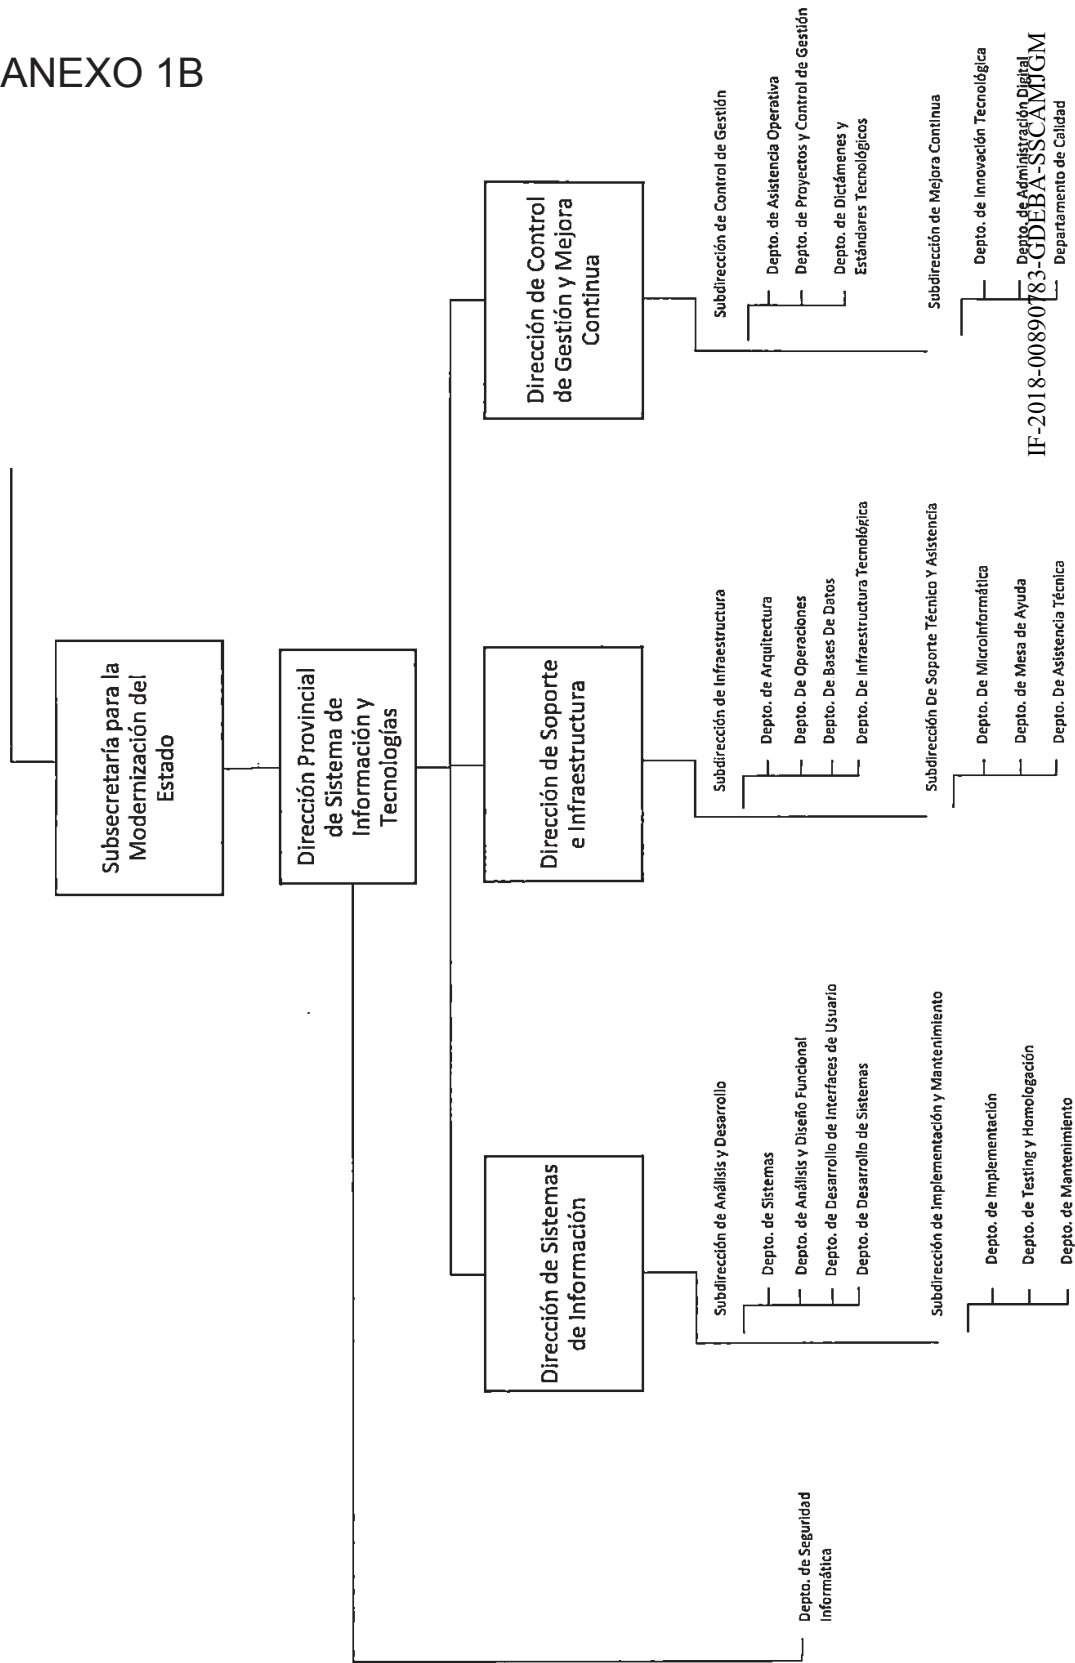 ANEXO 1B
Subsecretaría para la
Modernización del
Estado
Dirección Provincial
de Sistema de
Información y
Tecnologías
Dirección de Sistemas
de Información
Dirección de Soporte
e Infraestructura
Dirección de Control
de Gestión y Mejora
Continua
Depto. de Seguridad
Informática
Subdirección de Análisis y Desarrollo
Depto. de Sistemas
Depto. de Análisis y Diseño Funcional
Depto. de Desarrollo de Interfaces de Usuario
Depto. de Desarrollo de Sistemas
Subdirección de Implementación y Mantenimiento
Depto. de Implementación
Depto. de Testing y Homologación
Depto. de Mantenimiento
Subdirección de Infraestructura
Depto. de Arquitectura
Depto. De Operaciones
Depto. De Bases De Datos
Depto. De Infraestructura Tecnológica
Subdirección De Soporte Técnico Y Asistencia
Depto. De Microinformática
Depto. de Mesa de Ayuda
Depto. De Asistencia Técnica
Subdirección de Control de Gestión
Depto. de Asistencia Operativa
Depto. de Proyectos y Control de Gestión
Depto. de Dictámenes y
Estándares Tecnológicos
Subdirección de Mejora Continua
Depto. de Innovación Tecnológica
Depto. de Administración Digital
Departamento de Calidad
IF-2018-00890783-GDEBA-SSCAMJGM